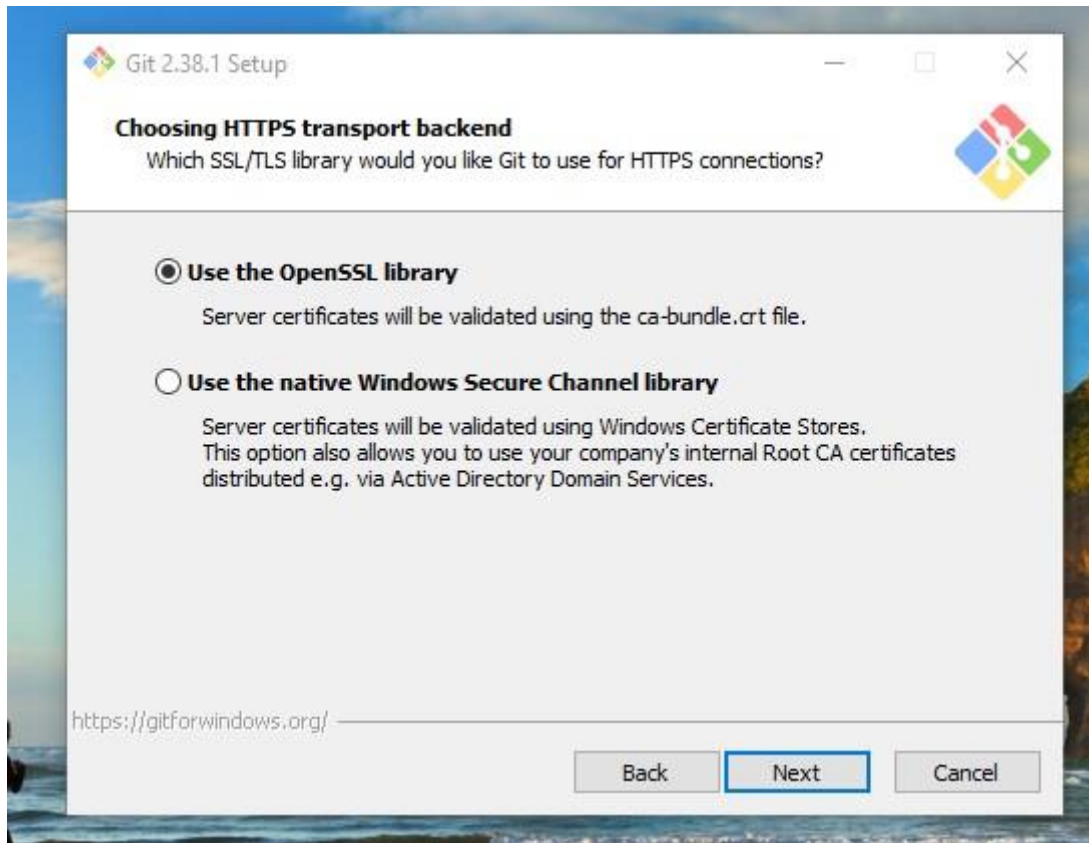 Git 2.38.1 Setup
Choosing HTTPS transport backend
Which SSL/TLS library would you like Git to use for HTTPS connections?
Use the OpenSSL library
Server certificates will be validated using the ca-bundle.crt file.
Use the native Windows Secure Channel library
Server certificates will be validated using Windows Certificate Stores.
This option also allows you to use your company's internal Root CA certificates
distributed e.g. via Active Directory Domain Services.
https://gitforwindows.org/
Back Next Cancel